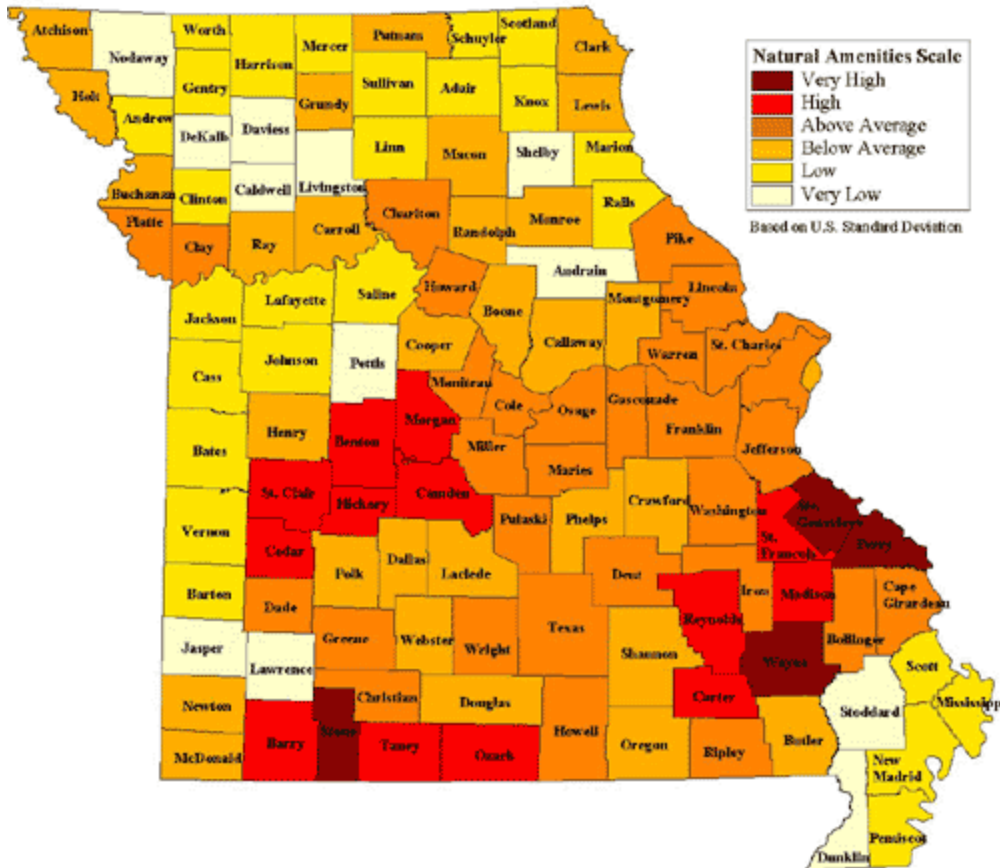 Atchison
Nodaway
Worth
Harrison
Mercer
Putnam
Schuyler
Scotland
Clark
Holt
Andrew
Gentry
Grundy
Sullivan
Adair
Knox
Lewis
DeKalb
Daviess
Livingston
Linn
Macon
Shelby
Marion
Buchanan
Clinton
Caldwell
Carroll
Chariton
Randolph
Monroe
Ralls
Platte
Clay
Ray
Pike
Audrain
Jackson
Lafayette
Saline
Howard
Boone
Montgomery
Lincoln
Callaway
Warren
St. Charles
Cass
Johnson
Pettis
Cooper
Moniteau
Cole
Osage
Gasconade
Franklin
Jefferson
Bates
Henry
Benton
Morgan
Miller
Maries
St. Clair
Hickory
Camden
Pulaski
Phelps
Crawford
Washington
Ste.
Genevieve
St.
Francois
Perry
Vernon
Cedar
Polk
Dallas
Laclede
Dent
Iron
Madison
Cape
Girardeau
Barton
Dade
Greene
Webster
Wright
Texas
Shannon
Reynolds
Wayne
Bollinger
Scott
Jasper
Lawrence
Christian
Douglas
Carter
Stoddard
Mississipp
Newton
McDonald
Barry
Stone
Taney
Ozark
Howell
Oregon
Ripley
Butler
New
Madrid
Pemiscot
Dunklin
Natural Amenities Scale
Very High
High
Above Average
Below Average
Low
Very Low
Based on U.S. Standard Deviation